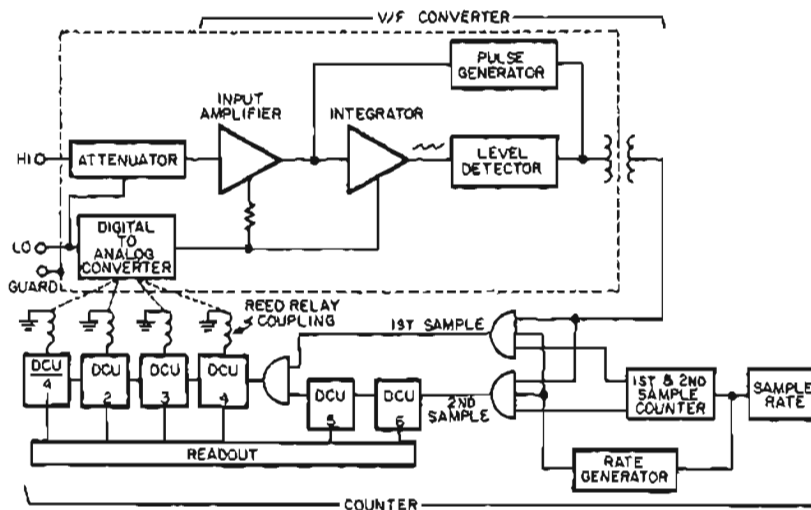 V/F CONVERTER
PULSE
GENERATOR
INPUT
AMPLIFIER
INTEGRATOR
HI
ATTENUATOR
LEVEL
DETECTOR
LO
DIGITAL
TO
ANALOG
CONVERTER
GUARD
REED RELAY
COUPLING
1ST SAMPLE
DCU
4
DCU
2
DCU
3
DCU
4
DCU
5
DCU
6
2ND
SAMPLE
1ST & 2ND
SAMPLE
COUNTER
SAMPLE
RATE
READOUT
RATE
GENERATOR
COUNTER